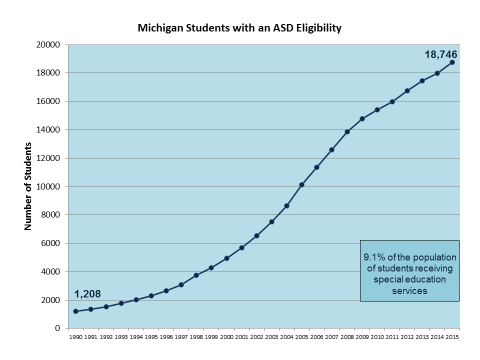 Michigan Students with an ASD Eligibility
Number of Students
20000
18000
16000
14000
12000
10000
8000
6000
4000
2000
0
18,746
1,208
9.1% of the population
of students receiving
special education
services
1990 1991 1992 1993 1994 1995 1996 1997 1998 1999 2000 2001 2002 2003 2004 2005 2006 2007 2008 2009 2010 2011 2012 2013 2014 2015